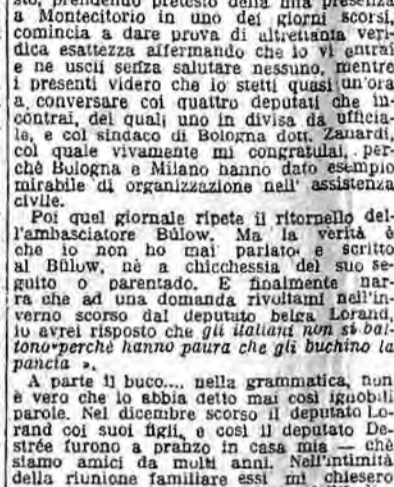 sto, prendendo pretesto della mia presenza
a Montecitorio in uno dei giorni scorsi,
comincia a dare prova di altrettanta veri-
dica esattezza affermando che io vi entrai
e ne uscii senza salutare nessuno, mentre
i presenti videro che io stetti quasi un'ora
a conversare coi quattro deputati che in-
contrai, dei quali uno in divisa da ufficia-
le, e col sindaco di Bologna dott. Zanardi,
col quale vivamente mi congratulai, per-
chè Bologna e Milano hanno dato esempio
mirabile di organizzazione nell' assistenza
civile.
Poi quel giornale ripete il ritornello del-
l'ambasciatore Bülow. Ma la verità è
che io non ho mai parlato e scritto
al Bülow, nè a chicchessia del suo se-
guito o parentado. E finalmente nar-
ra che ad una domanda rivoltami nell'in-
verno scorso dal deputato belga Lorand,
io avrei risposto che gli italiani non si bat-
tono perchè hanno paura che gli buchino la
pancia ».
A parte il buco.... nella grammatica, non
è vero che io abbia detto mai così ignobili
parole. Nel dicembre scorso il deputato Lo-
rand coi suoi figli, e così il deputato De-
strée furono a pranzo in casa mia — chè
siamo amici da molti anni. Nell'intimità
della riunione familiare essi mi chiesero